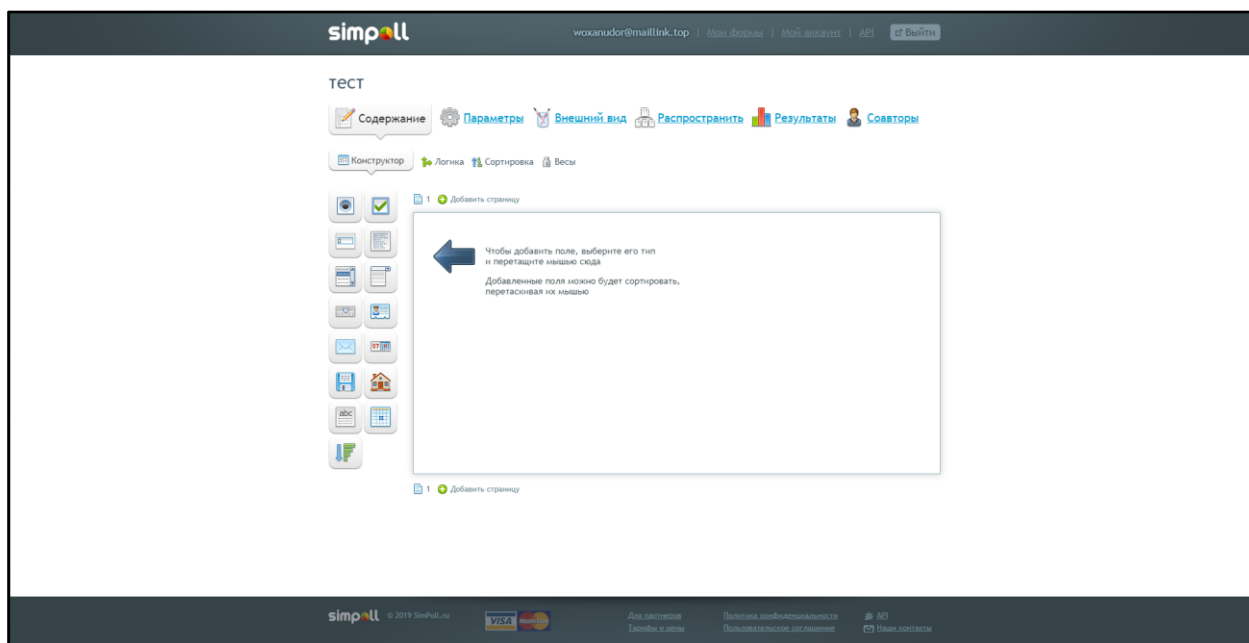 simpoll
woxanudor@maillink.top | Мои формы | Мой аккаунт | API Выйти
тест
Содержание Параметры Внешний вид Распространить Результаты Соавторы
Конструктор Логика Сортировка Весы
1 Добавить страницу
Чтобы добавить поле, выберите его тип
и перетащите мышью сюда
Добавленные поля можно будет сортировать,
перетаскивая их мышью
abc
1 Добавить страницу
simpoll © 2019 SimPoll.ru VISA MasterCard Для партнеров Политика конфиденциальности API
Тарифы и цены Пользовательское соглашение Наши контакты